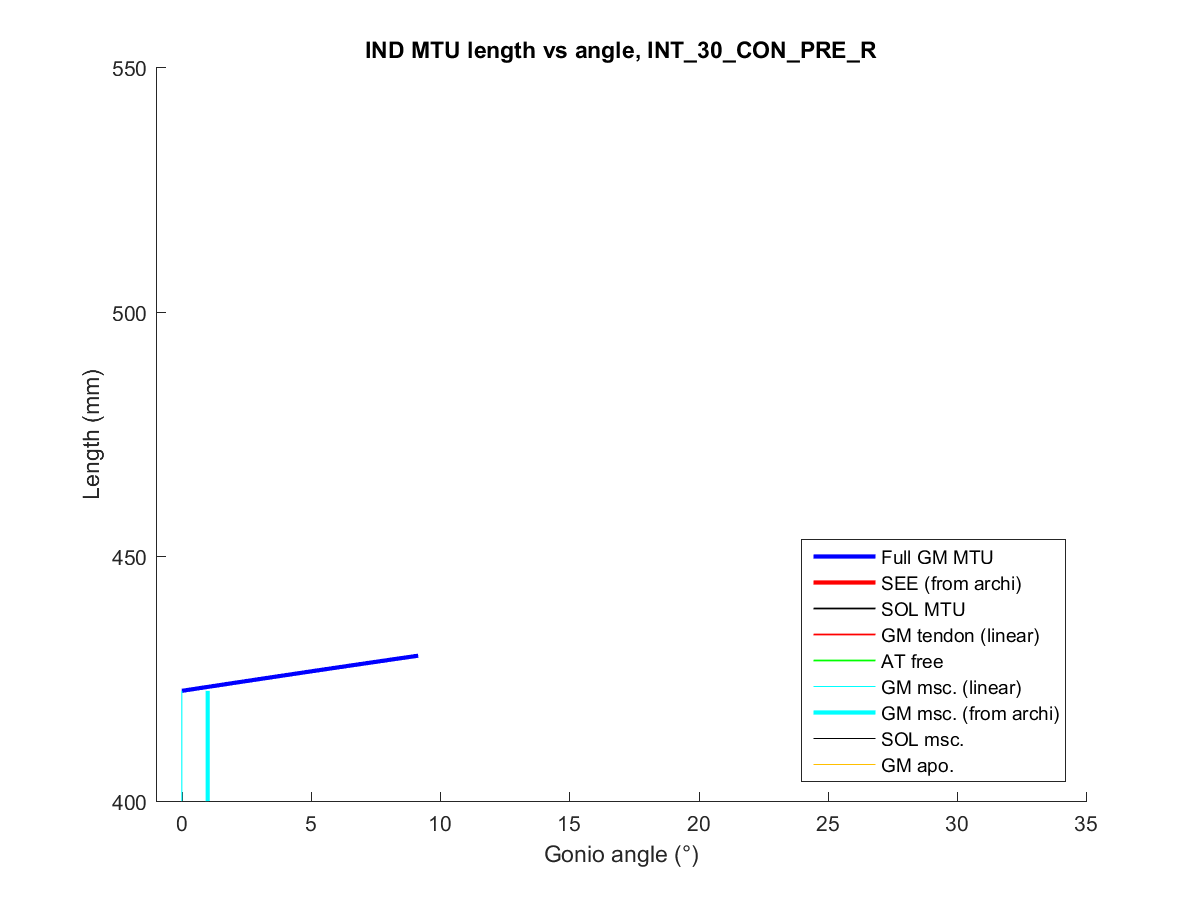 IND MTU length vs angle, INT_30_CON_PRE_R
550
500
450
400
Length (mm)
0 5 10 15 20 25 30 35
Gonio angle (°)
Full GM MTU
SEE (from archi)
SOL MTU
GM tendon (linear)
AT free
GM msc. (linear)
GM msc. (from archi)
SOL msc.
GM apo.